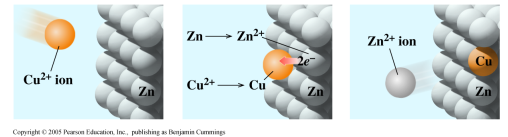 Cu²⁺ ion
Zn
Zn → Zn²⁺
2e⁻
Cu²⁺ → Cu
Zn
Zn²⁺ ion
Cu
Zn
Copyright © 2005 Pearson Education, Inc., publishing as Benjamin Cummings